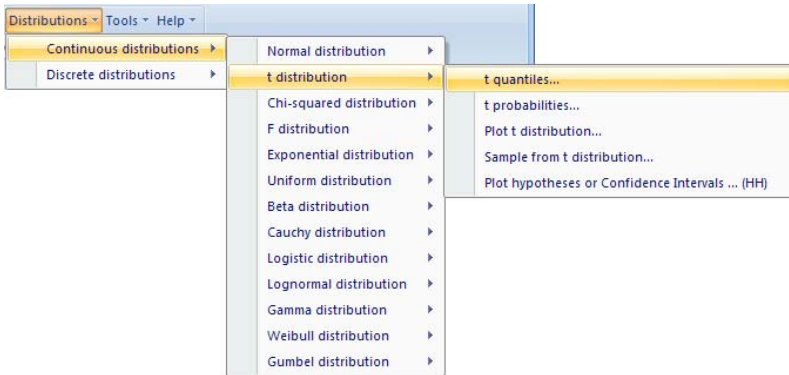 Distributions Tools Help
Continuous distributions
Discrete distributions
Normal distribution
t distribution
Chi-squared distribution
F distribution
Exponential distribution
Uniform distribution
Beta distribution
Cauchy distribution
Logistic distribution
Lognormal distribution
Gamma distribution
Weibull distribution
Gumbel distribution
t quantiles...
t probabilities...
Plot t distribution...
Sample from t distribution...
Plot hypotheses or Confidence Intervals ... (HH)